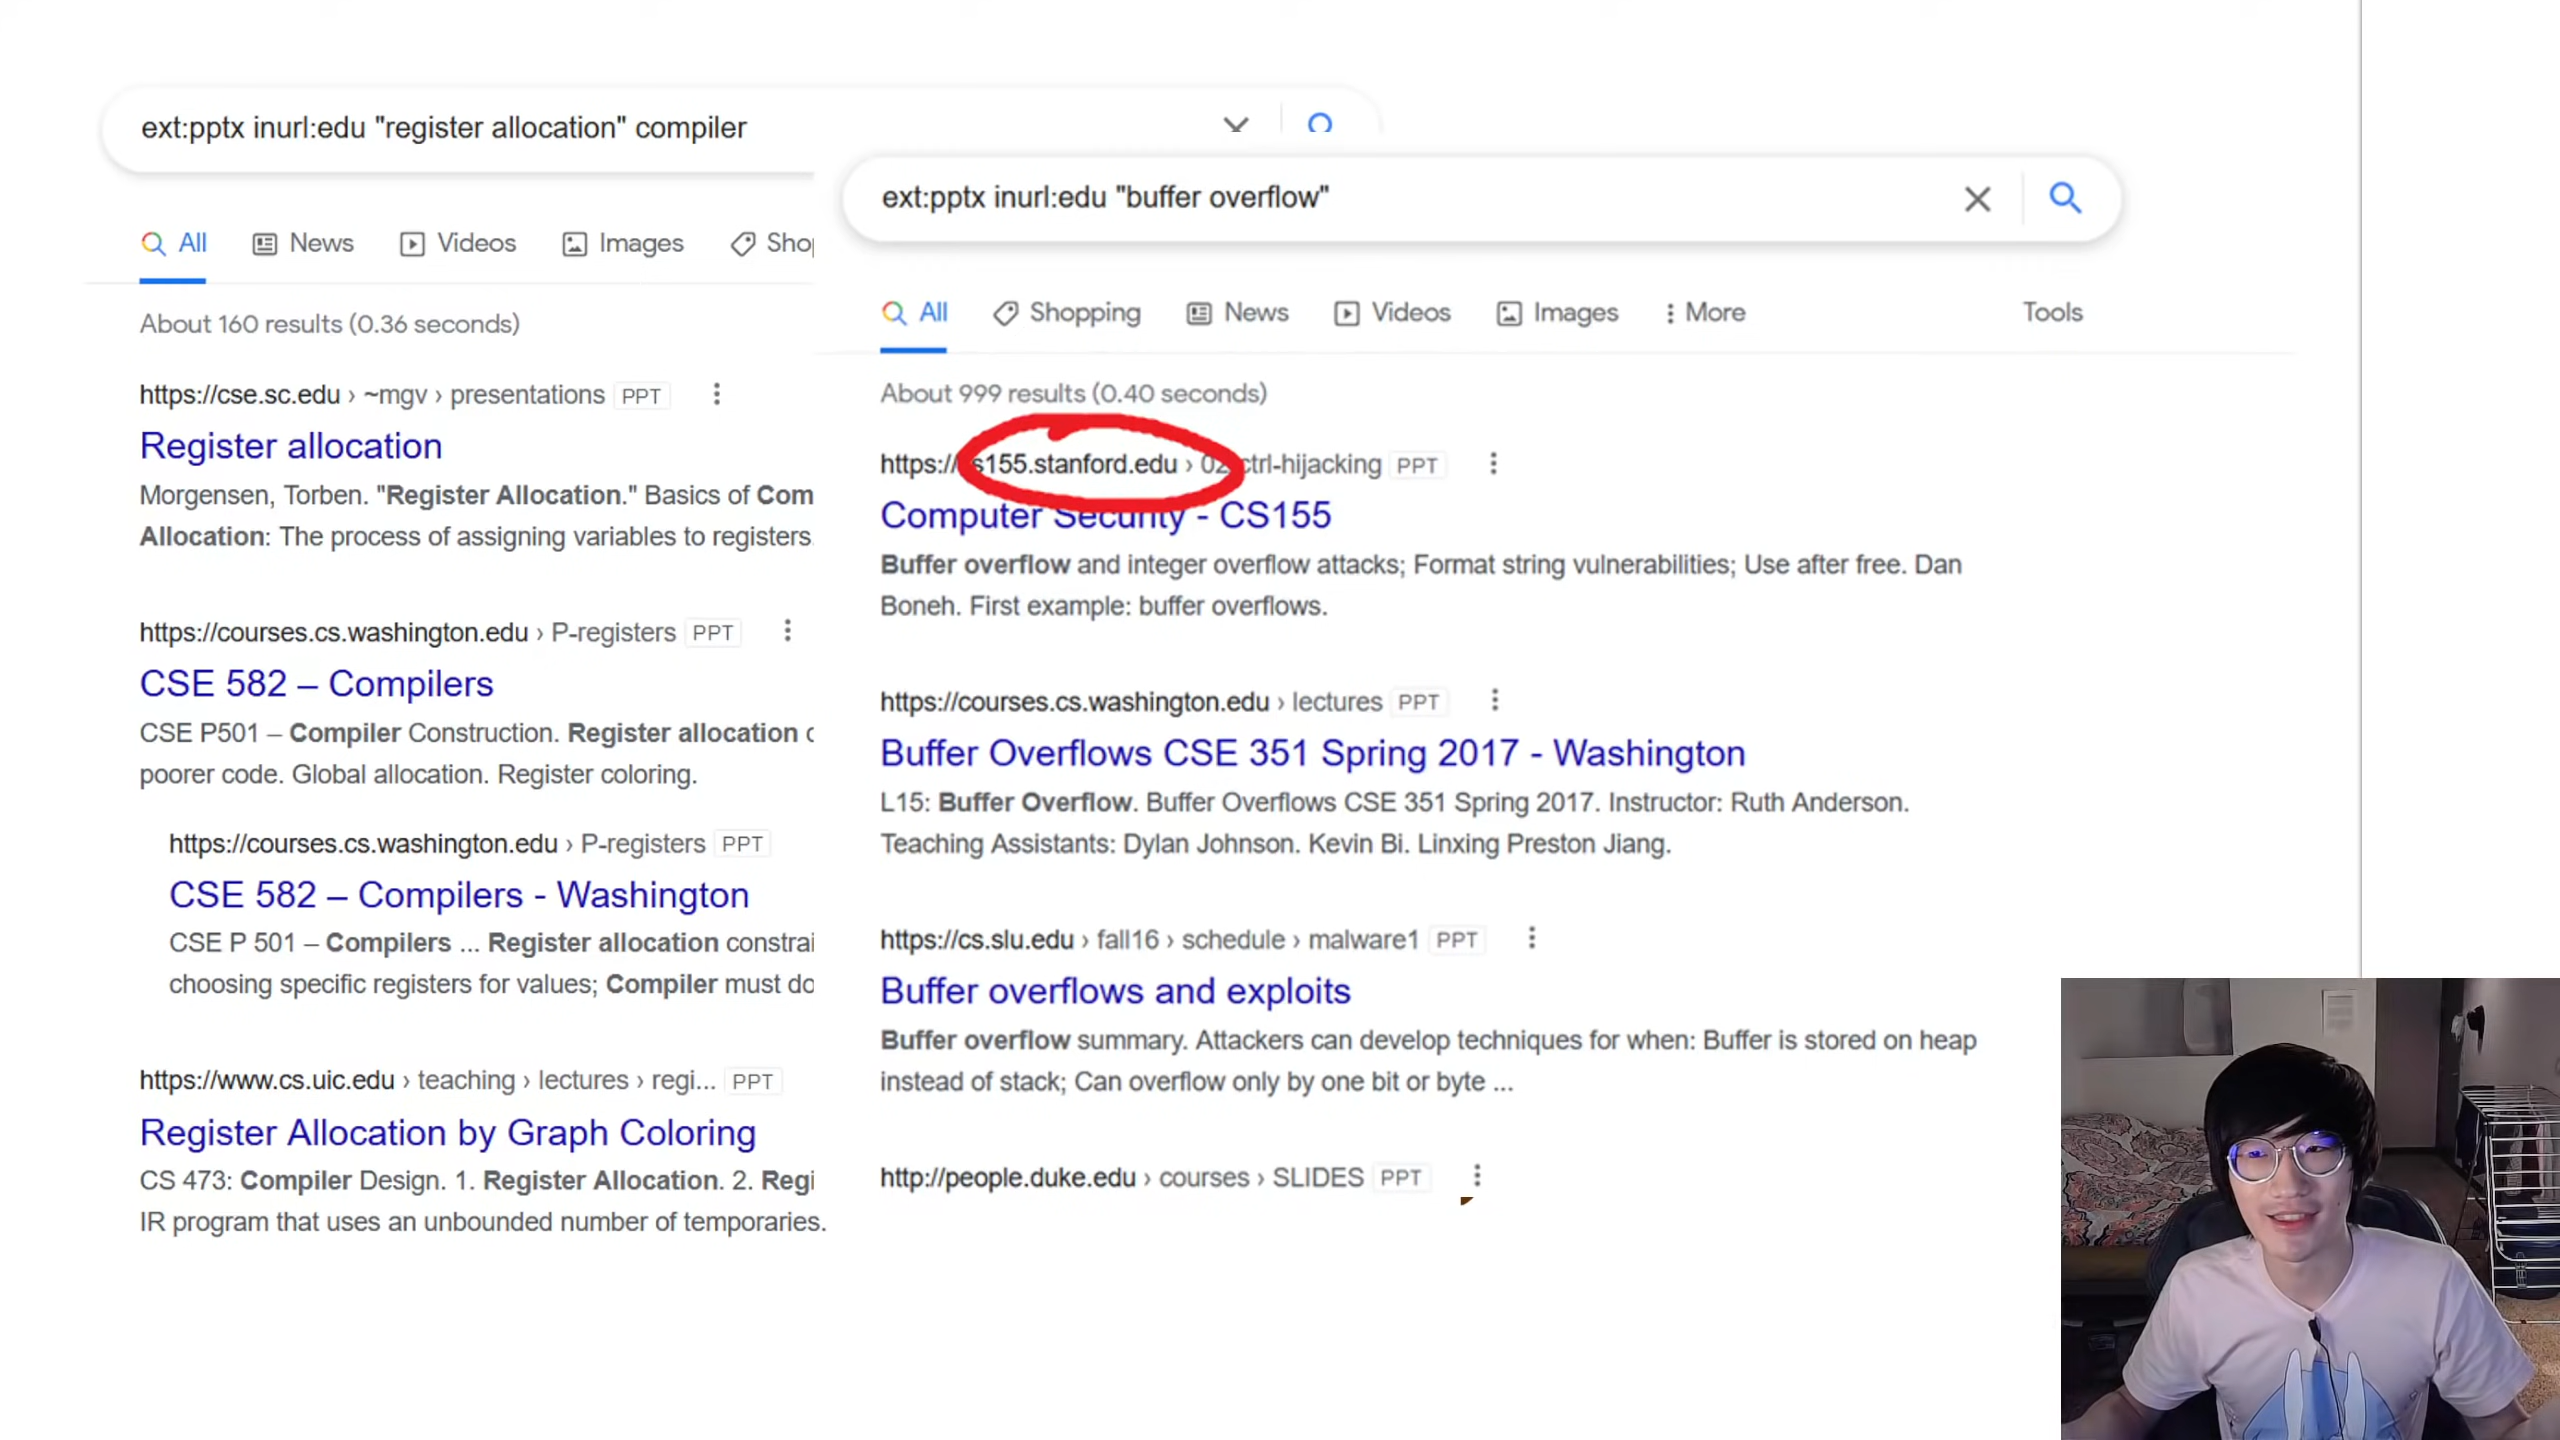 ext:pptx inurl:edu "register allocation" compiler
All News Videos Images
About 160 results (0.36 seconds)
https://cse.sc.edu › ~mgv › presentations PPT
Register allocation
Morgensen, Torben. "Register Allocation." Basics of Com
Allocation: The process of assigning variables to registers.
https://courses.cs.washington.edu › P-registers PPT
CSE 582 – Compilers
CSE P501 – Compiler Construction. Register allocation c
poorer code. Global allocation. Register coloring.
https://courses.cs.washington.edu › P-registers PPT
CSE 582 – Compilers - Washington
CSE P 501 – Compilers ... Register allocation constrai
choosing specific registers for values; Compiler must do
https://www.cs.uic.edu › teaching › lectures › regi... PPT
Register Allocation by Graph Coloring
CS 473: Compiler Design. 1. Register Allocation. 2. Regi
IR program that uses an unbounded number of temporaries.
ext:pptx inurl:edu "buffer overflow"
All Shopping News Videos Images More Tools
About 999 results (0.40 seconds)
https://cs155.stanford.edu › 02-ctrl-hijacking PPT
Computer Security - CS155
Buffer overflow and integer overflow attacks; Format string vulnerabilities; Use after free. Dan
Boneh. First example: buffer overflows.
https://courses.cs.washington.edu › lectures PPT
Buffer Overflows CSE 351 Spring 2017 - Washington
L15: Buffer Overflow. Buffer Overflows CSE 351 Spring 2017. Instructor: Ruth Anderson.
Teaching Assistants: Dylan Johnson. Kevin Bi. Linxing Preston Jiang.
https://cs.slu.edu › fall16 › schedule › malware1 PPT
Buffer overflows and exploits
Buffer overflow summary. Attackers can develop techniques for when: Buffer is stored on heap
instead of stack; Can overflow only by one bit or byte ...
http://people.duke.edu › courses › SLIDES PPT